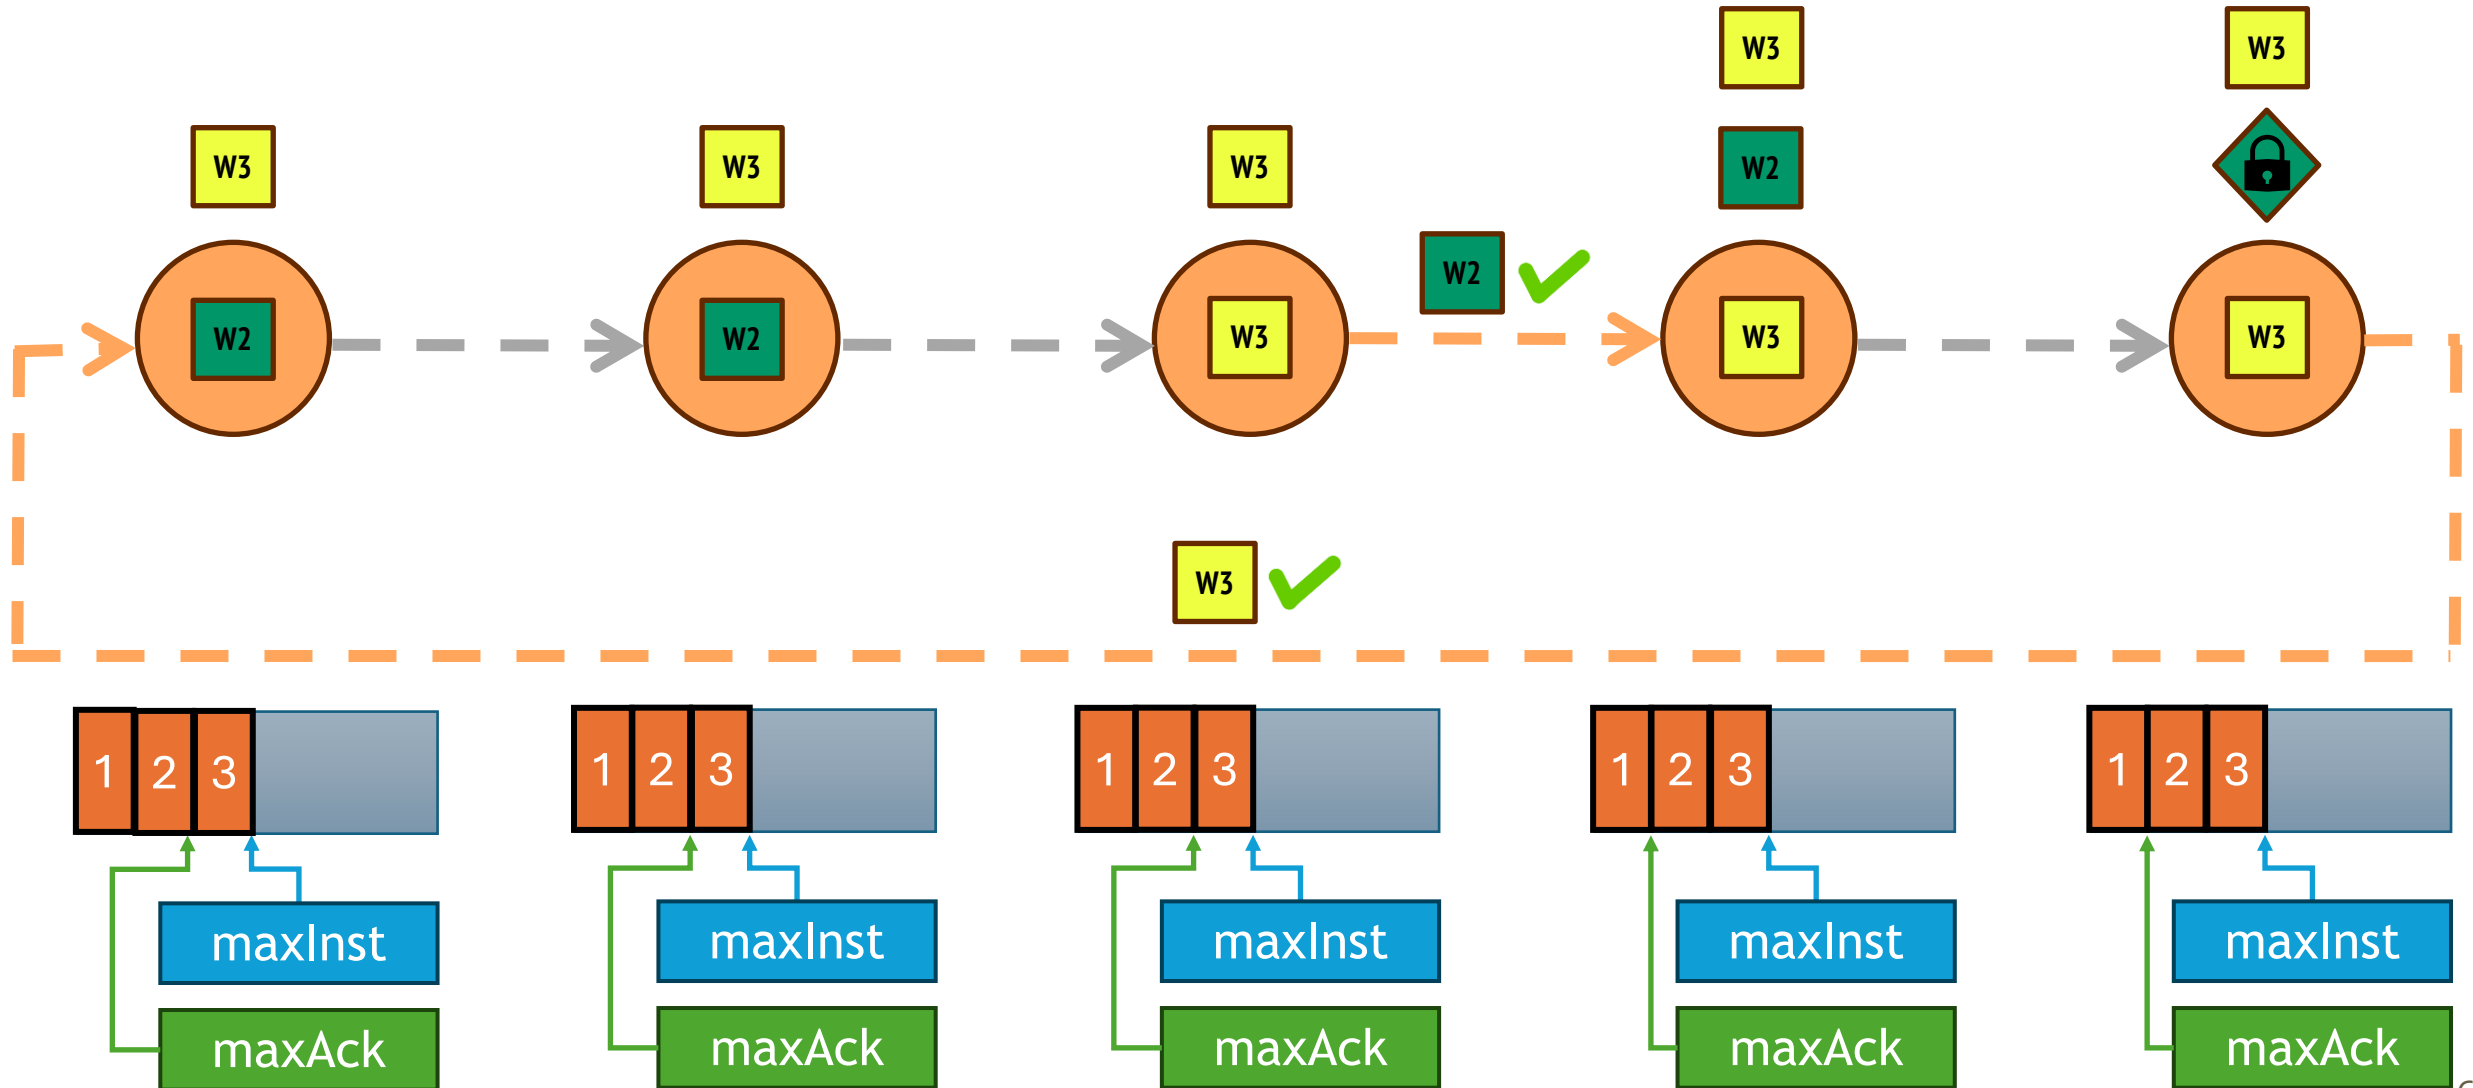 W3 W3
W3 W3 W3 W2
W2
W2 W2 W3 W3 W3
W3
1 2 3 1 2 3 1 2 3 1 2 3 1 2 3
maxInst maxInst maxInst maxInst maxInst
maxAck maxAck maxAck maxAck maxAck